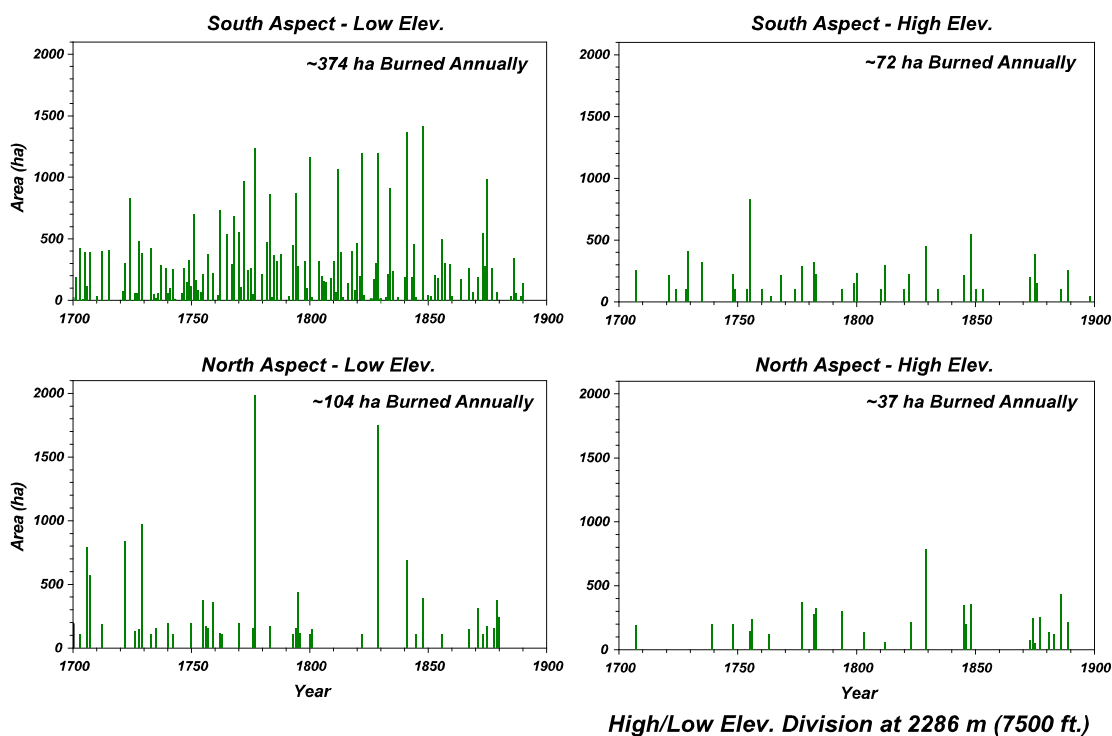 South Aspect - Low Elev.
~374 ha Burned Annually
Area (ha)
2000
1500
1000
500
0
1700 1750 1800 1850 1900
South Aspect - High Elev.
~72 ha Burned Annually
2000
1500
1000
500
0
1700 1750 1800 1850 1900
North Aspect - Low Elev.
~104 ha Burned Annually
Area (ha)
2000
1500
1000
500
0
1700 1750 1800 1850 1900
Year
North Aspect - High Elev.
~37 ha Burned Annually
2000
1500
1000
500
0
1700 1750 1800 1850 1900
Year
High/Low Elev. Division at 2286 m (7500 ft.)